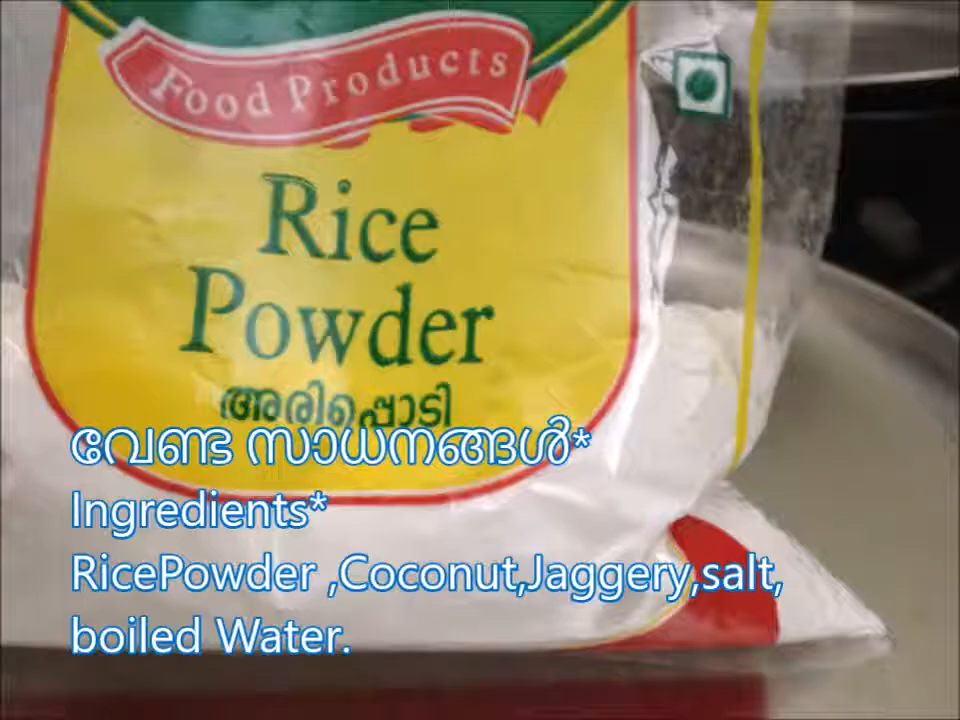 Food Products
Rice
Powder
അരിപ്പൊടി
വേണ്ട സാധനങ്ങൾ*
Ingredients*
RicePowder ,Coconut,Jaggery,salt,
boiled Water.